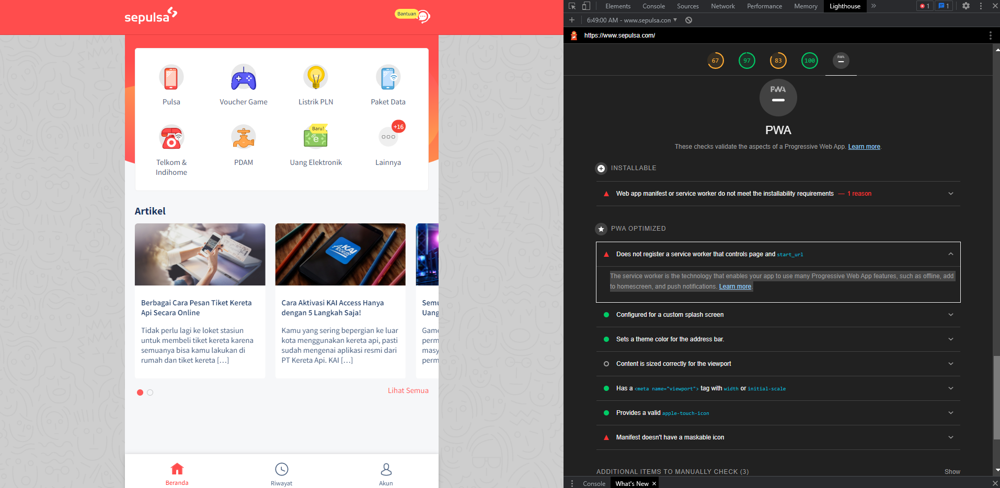 sepulsa
Bantuan
Pulsa
Voucher Game
Listrik PLN
Paket Data
Baru!
+16
Telkom &
Indihome
PDAM
Uang Elektronik
Lainnya
Artikel
KAI
Access
Berbagai Cara Pesan Tiket Kereta
Api Secara Online
Tidak perlu lagi ke loket stasiun
untuk membeli tiket kereta karena
semuanya bisa kamu lakukan di
rumah dan tiket kereta […]
Cara Aktivasi KAI Access Hanya
dengan 5 Langkah Saja!
Kamu yang sering bepergian ke luar
kota menggunakan kereta api, pasti
sudah mengenai aplikasi resmi dari
PT Kereta Api. KAI […]
Semu
Uang
Game
perm
masy
perm
Lihat Semua
Beranda
Riwayat
Akun
Elements
Console
Sources
Network
Performance
Memory
Lighthouse
1
1
6:49:00 AM - www.sepulsa.con
https://www.sepulsa.com/
67
97
83
100
PWA
PWA
PWA
These checks validate the aspects of a Progressive Web App. Learn more.
INSTALLABLE
Web app manifest or service worker do not meet the installability requirements — 1 reason
PWA OPTIMIZED
Does not register a service worker that controls page and start_url
The service worker is the technology that enables your app to use many Progressive Web App features, such as offline, add
to homescreen, and push notifications. Learn more.
Configured for a custom splash screen
Sets a theme color for the address bar.
Content is sized correctly for the viewport
Has a <meta name="viewport"> tag with width or initial-scale
Provides a valid apple-touch-icon
Manifest doesn't have a maskable icon
ADDITIONAL ITEMS TO MANUALLY CHECK (3)
Show
Console
What's New